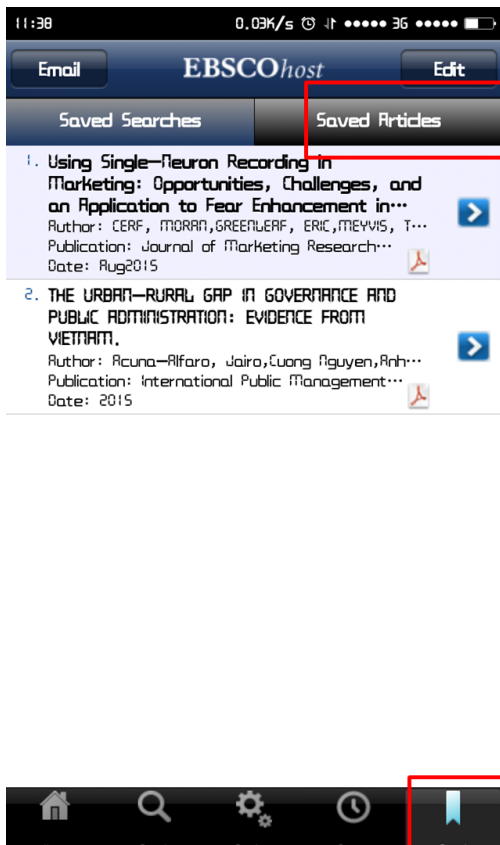 11:38 0.03K/s 3G
Email EBSCOhost Edit
Saved Searches Saved Articles
1. Using Single-Neuron Recording in
Marketing: Opportunities, Challenges, and
an Application to Fear Enhancement in…
Author: CERF, MORAN,GREENLEAF, ERIC,MEYVIS, T…
Publication: Journal of Marketing Research…
Date: Aug2015
2. THE URBAN-RURAL GAP IN GOVERNANCE AND
PUBLIC ADMINISTRATION: EVIDENCE FROM
VIETNAM.
Author: Acuna-Alfaro, Jairo,Cuong Nguyen,Anh…
Publication: International Public Management…
Date: 2015